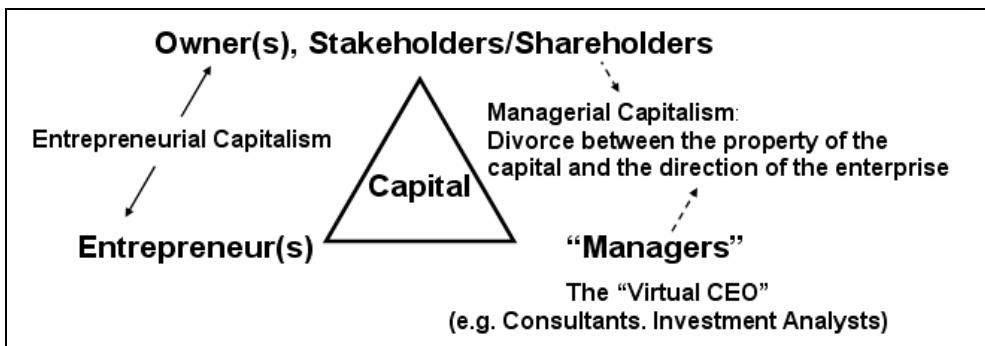 Owner(s), Stakeholders/Shareholders
Entrepreneurial Capitalism
Managerial Capitalism:
Divorce between the property of the
capital and the direction of the enterprise
Capital
Entrepreneur(s)
“Managers”
The “Virtual CEO”
(e.g. Consultants. Investment Analysts)